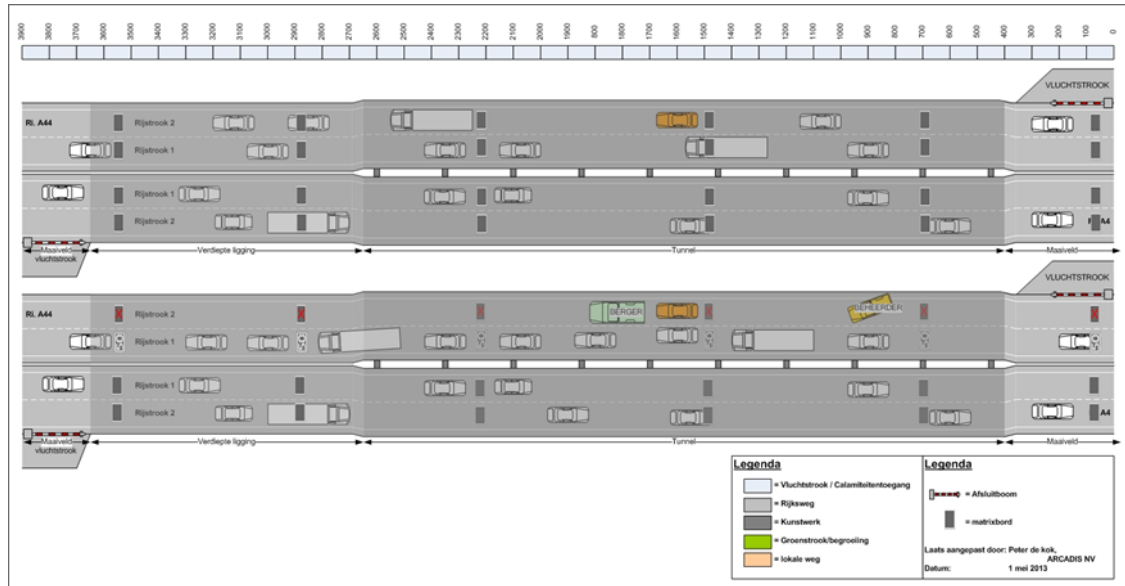 3900 3800 3700 3600 3500 3400 3300 3200 3100 3000 2900 2800 2700 2600 2500 2400 2300 2200 2100 2000 1900 800 1700 1600 1500 1400 1300 1200 1100 1000 900 800 700 600 500 400 300 200 100 0
VLUCHTSTROOK
Ri. A44
Rijstrook 2
Rijstrook 1
Rijstrook 1
Rijstrook 2
A4
Maaiveld
Verdiepte ligging
Tunnel
Maaiveld
vluchtstrook
VLUCHTSTROOK
Ri. A44
Rijstrook 2
BERGER
BEHEERDER
Rijstrook 1
Rijstrook 1
Rijstrook 2
A4
Maaiveld
Verdiepte ligging
Tunnel
Maaiveld
vluchtstrook
Legenda
= Vluchtstrook / Calamiteitentoegang
= Rijksweg
= Kunstwerk
= Groenstrook/begroeiing
= lokale weg
Legenda
= Afsluitboom
= matrixbord
Laats aangepast door: Peter de kok,
ARCADIS NV
Datum: 1 mei 2013